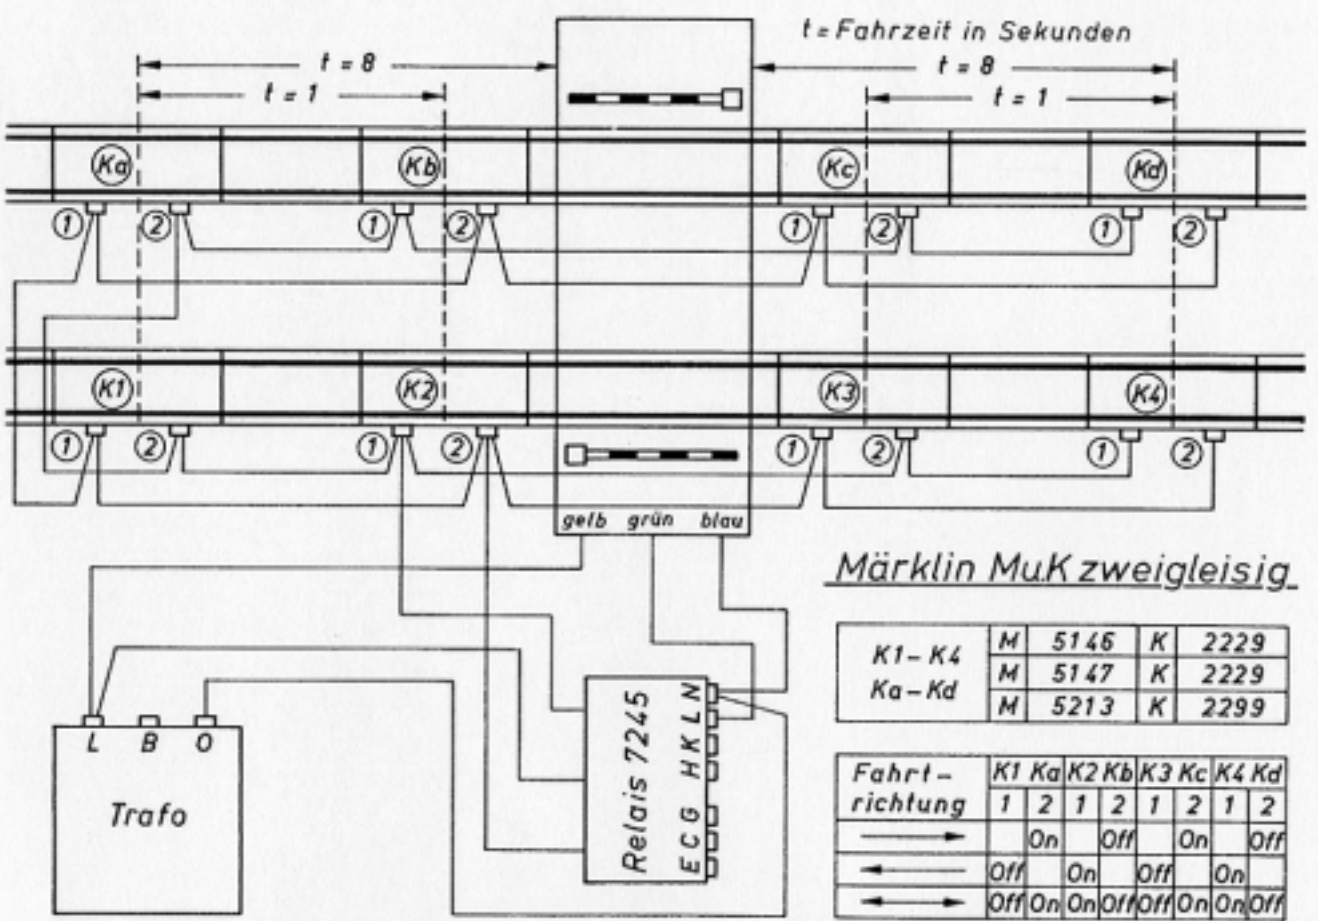 t = Fahrzeit in Sekunden
t = 8
t = 8
t = 1
t = 1
Ka Kb Kc Kd
1 2 1 2 1 2 1 2
K1 K2 K3 K4
1 2 1 2 1 2 1 2
gelb grün blau
Märklin MuK zweigleisig
K1 – K4
Ka – Kd
M 5146 K 2229
M 5147 K 2229
M 5213 K 2299
L B O
Trafo
Relais 7245
E C G H K L N
Fahrt-
richtung
K1 Ka K2 Kb K3 Kc K4 Kd
1 2 1 2 1 2 1 2
On Off On Off
Off On Off On
Off On On Off Off On On Off